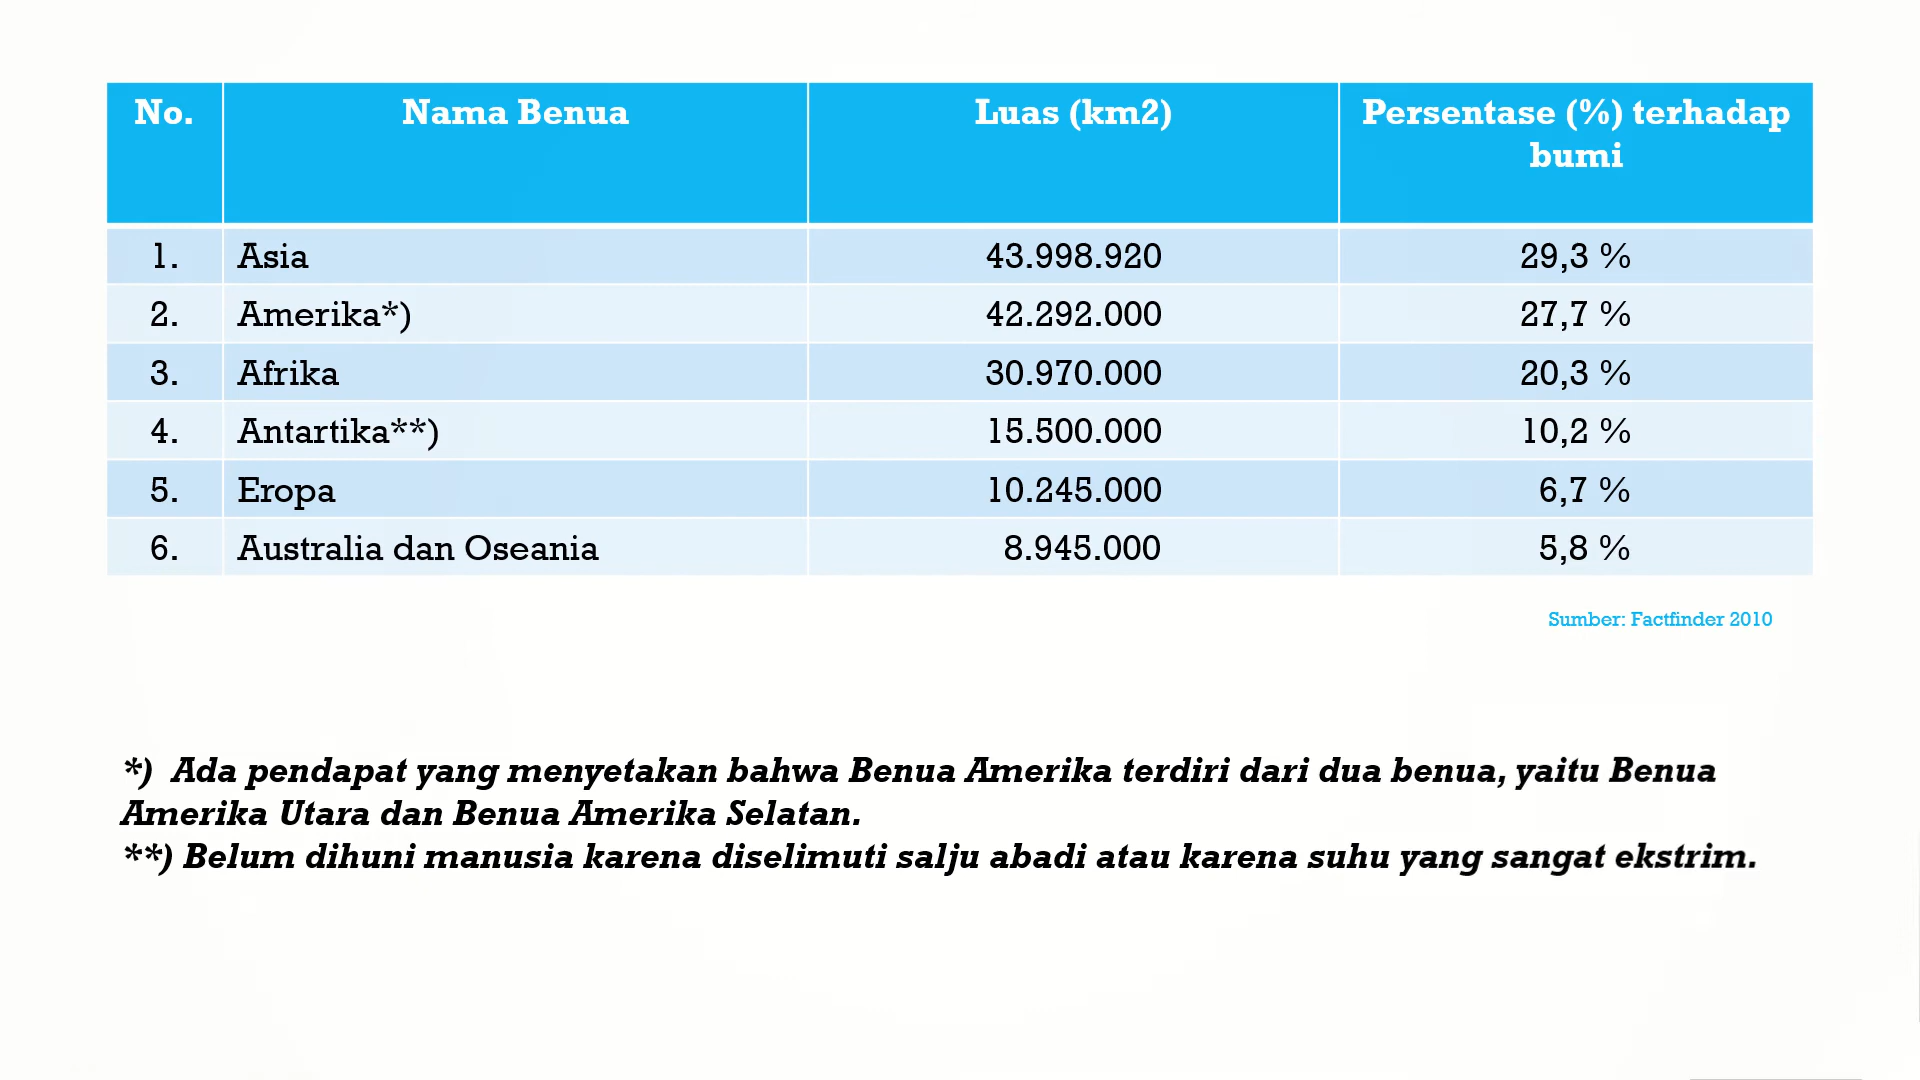 No. Nama Benua Luas (km2) Persentase (%) terhadap
bumi
1. Asia 43.998.920 29,3 %
2. Amerika*) 42.292.000 27,7 %
3. Afrika 30.970.000 20,3 %
4. Antartika**) 15.500.000 10,2 %
5. Eropa 10.245.000 6,7 %
6. Australia dan Oseania 8.945.000 5,8 %
Sumber: Factfinder 2010
*) Ada pendapat yang menyetakan bahwa Benua Amerika terdiri dari dua benua, yaitu Benua
Amerika Utara dan Benua Amerika Selatan.
**) Belum dihuni manusia karena diselimuti salju abadi atau karena suhu yang sangat ekstrim.